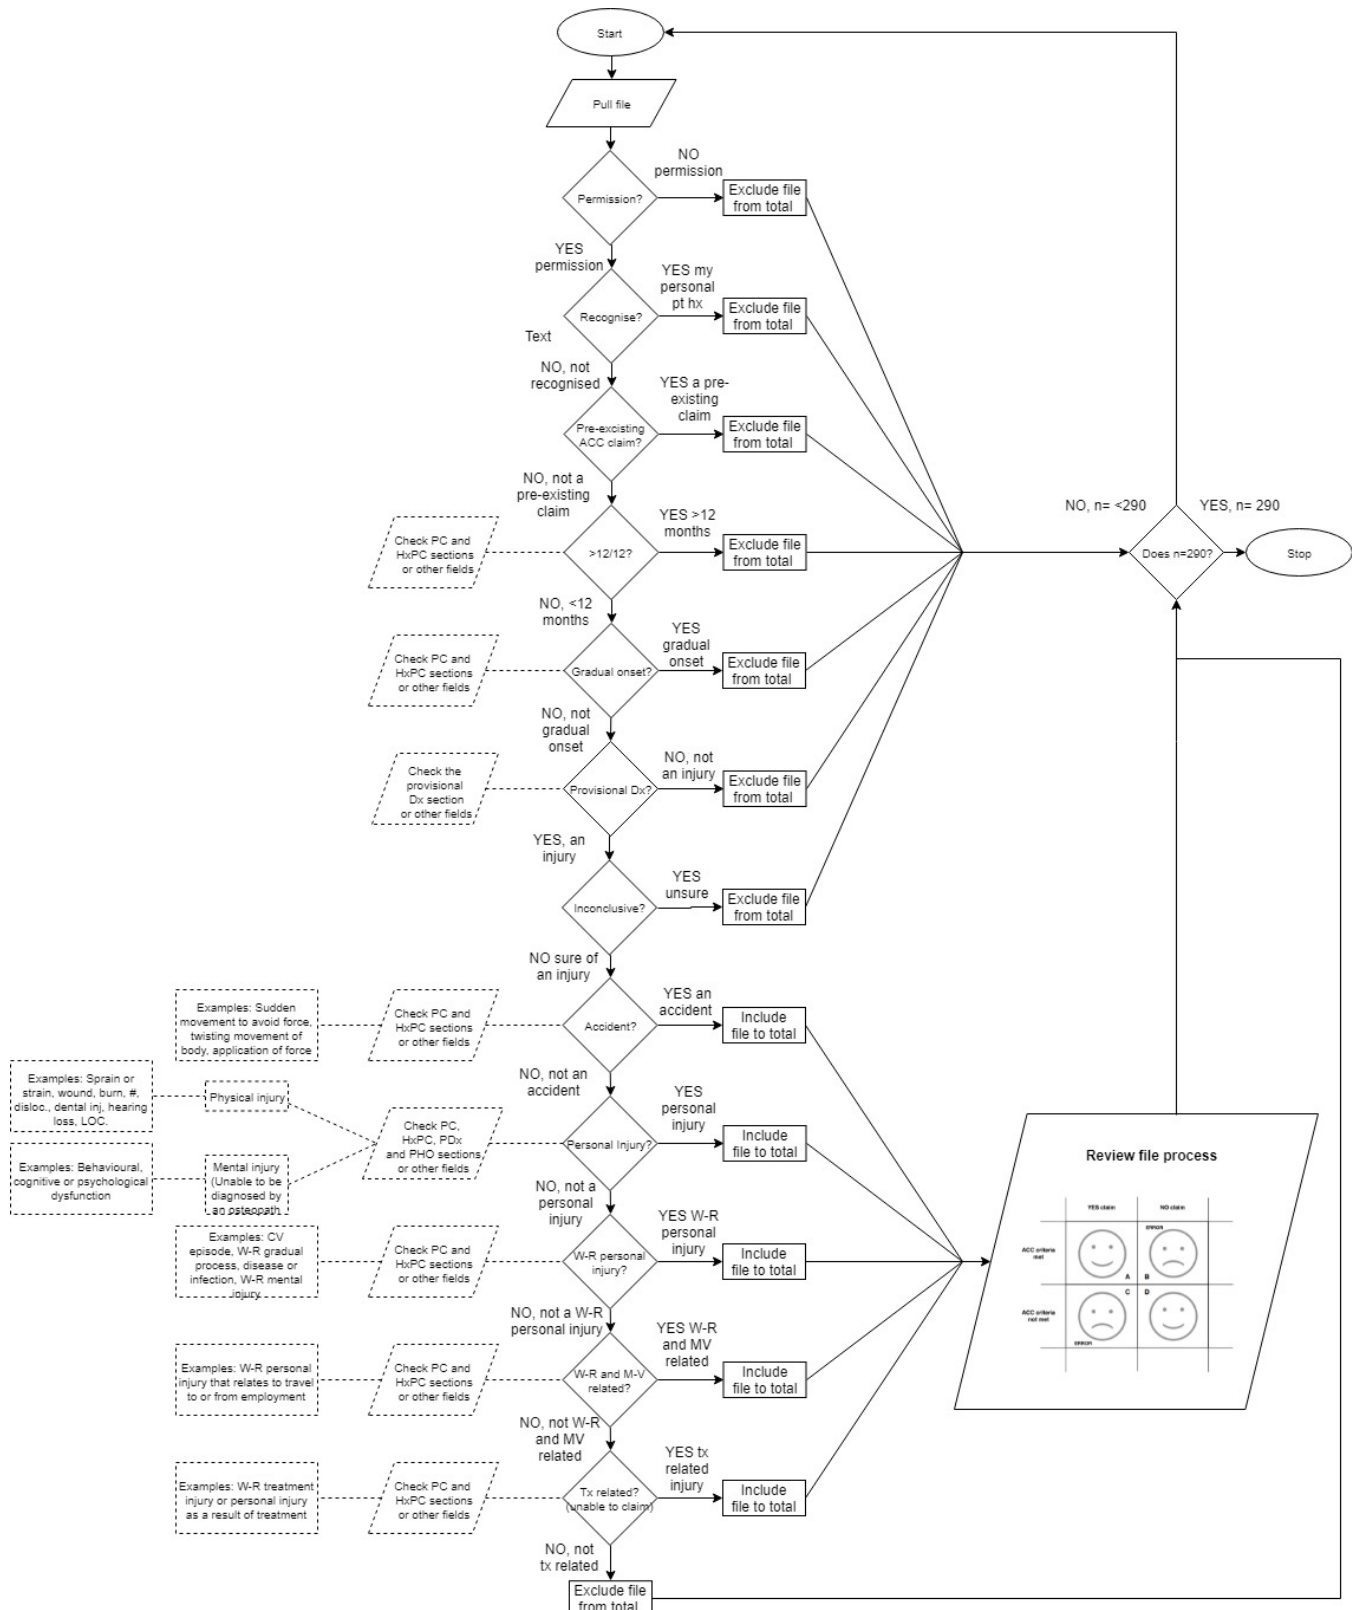 Start
Pull file
Permission?
NO
permission
Exclude file
from total
YES
permission
Recognise?
YES my
personal
pt hx
Exclude file
from total
Text
NO, not
recognised
Pre-excisting
ACC claim?
YES a pre-
existing
claim
Exclude file
from total
NO, not a
pre-existing
claim
Check PC and
HxPC sections
or other fields
>12/12?
YES >12
months
Exclude file
from total
NO, n= <290
YES, n= 290
Does n=290?
Stop
NO, <12
months
Check PC and
HxPC sections
or other fields
Gradual onset?
YES
gradual
onset
Exclude file
from total
NO, not
gradual
onset
Check the
provisional
Dx section
or other fields
Provisional Dx?
NO, not
an injury
Exclude file
from total
YES, an
injury
Inconclusive?
YES
unsure
Exclude file
from total
NO sure of
an injury
Examples: Sudden
movement to avoid force,
twisting movement of
body, application of force
Check PC and
HxPC sections
or other fields
Accident?
YES an
accident
Include
file to total
NO, not an
accident
Examples: Sprain or
strain, wound, burn, #,
disloc., dental inj, hearing
loss, LOC.
Physical injury
Examples: Behavioural,
cognitive or psychological
dysfunction
Mental injury
(Unable to be
diagnosed by
an osteopath
Check PC,
HxPC, PDx
and PHO sections
or other fields
Personal Injury?
YES
personal
injury
Include
file to total
NO, not a
personal
injury
Examples: CV
episode, W-R gradual
process, disease or
infection, W-R mental
injury
Check PC and
HxPC sections
or other fields
W-R personal
injury?
YES W-R
personal
injury
Include
file to total
NO, not a W-R
personal injury
Examples: W-R personal
injury that relates to travel
to or from employment
Check PC and
HxPC sections
or other fields
W-R and M-V
related?
YES W-R
and MV
related
Include
file to total
NO, not W-R
and MV
related
Examples: W-R treatment
injury or personal injury
as a result of treatment
Check PC and
HxPC sections
or other fields
Tx related?
(unable to claim)
YES tx
related
injury
Include
file to total
NO, not
tx related
Exclude file
from total
Review file process
YES claim
NO claim
ACC criteria
met
ERROR
A
B
C
D
ACC criteria
not met
ERROR